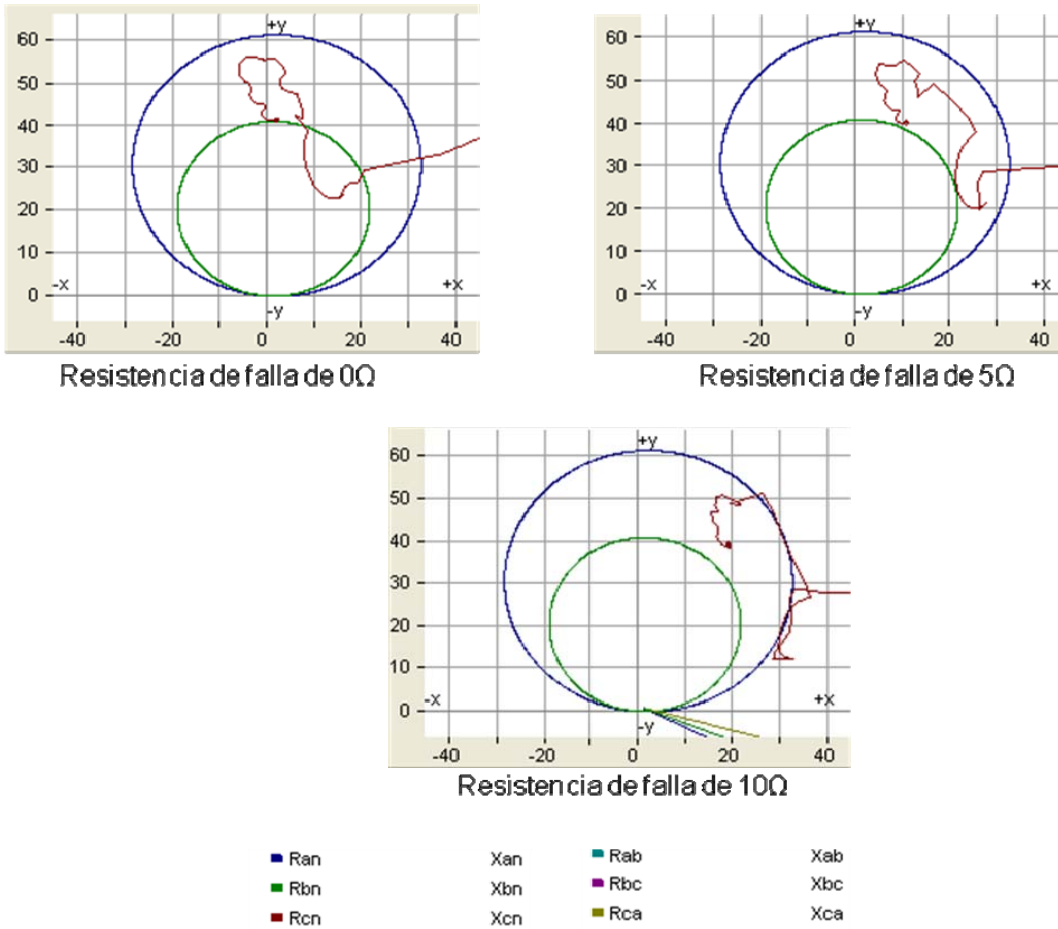 +y
+y
60
60
50
50
40
40
30
30
20
20
10
10
-x
+x
-x
+x
0
0
-y
-y
-40
-20
0
20
40
-40
-20
0
20
40
Resistencia de falla de 0Ω
Resistencia de falla de 5Ω
+y
60
50
40
30
20
10
-x
+x
0
-y
-40
-20
0
20
40
Resistencia de falla de 10Ω
Ran Xan Rab Xab
Rbn Xbn Rbc Xbc
Rcn Xcn Rca Xca